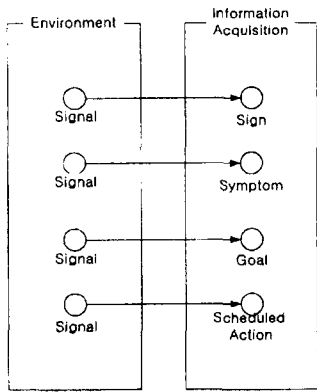 Environment
Information
Acquisition
Signal
Sign
Signal
Symptom
Signal
Goal
Signal
Scheduled
Action